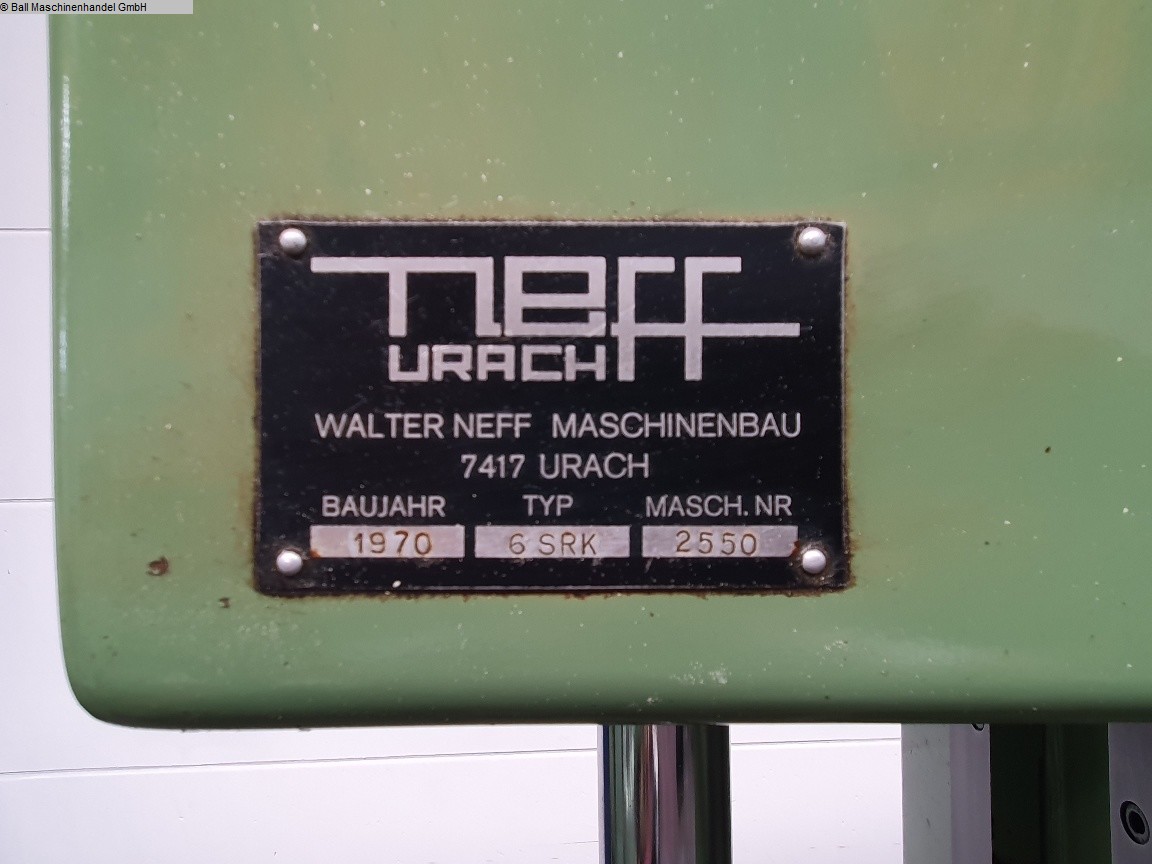 © Ball Maschinenhandel GmbH
neff
URACH
WALTER NEFF MASCHINENBAU
7417 URACH
BAUJAHR TYP MASCH. NR
1970 6 SRK 2550